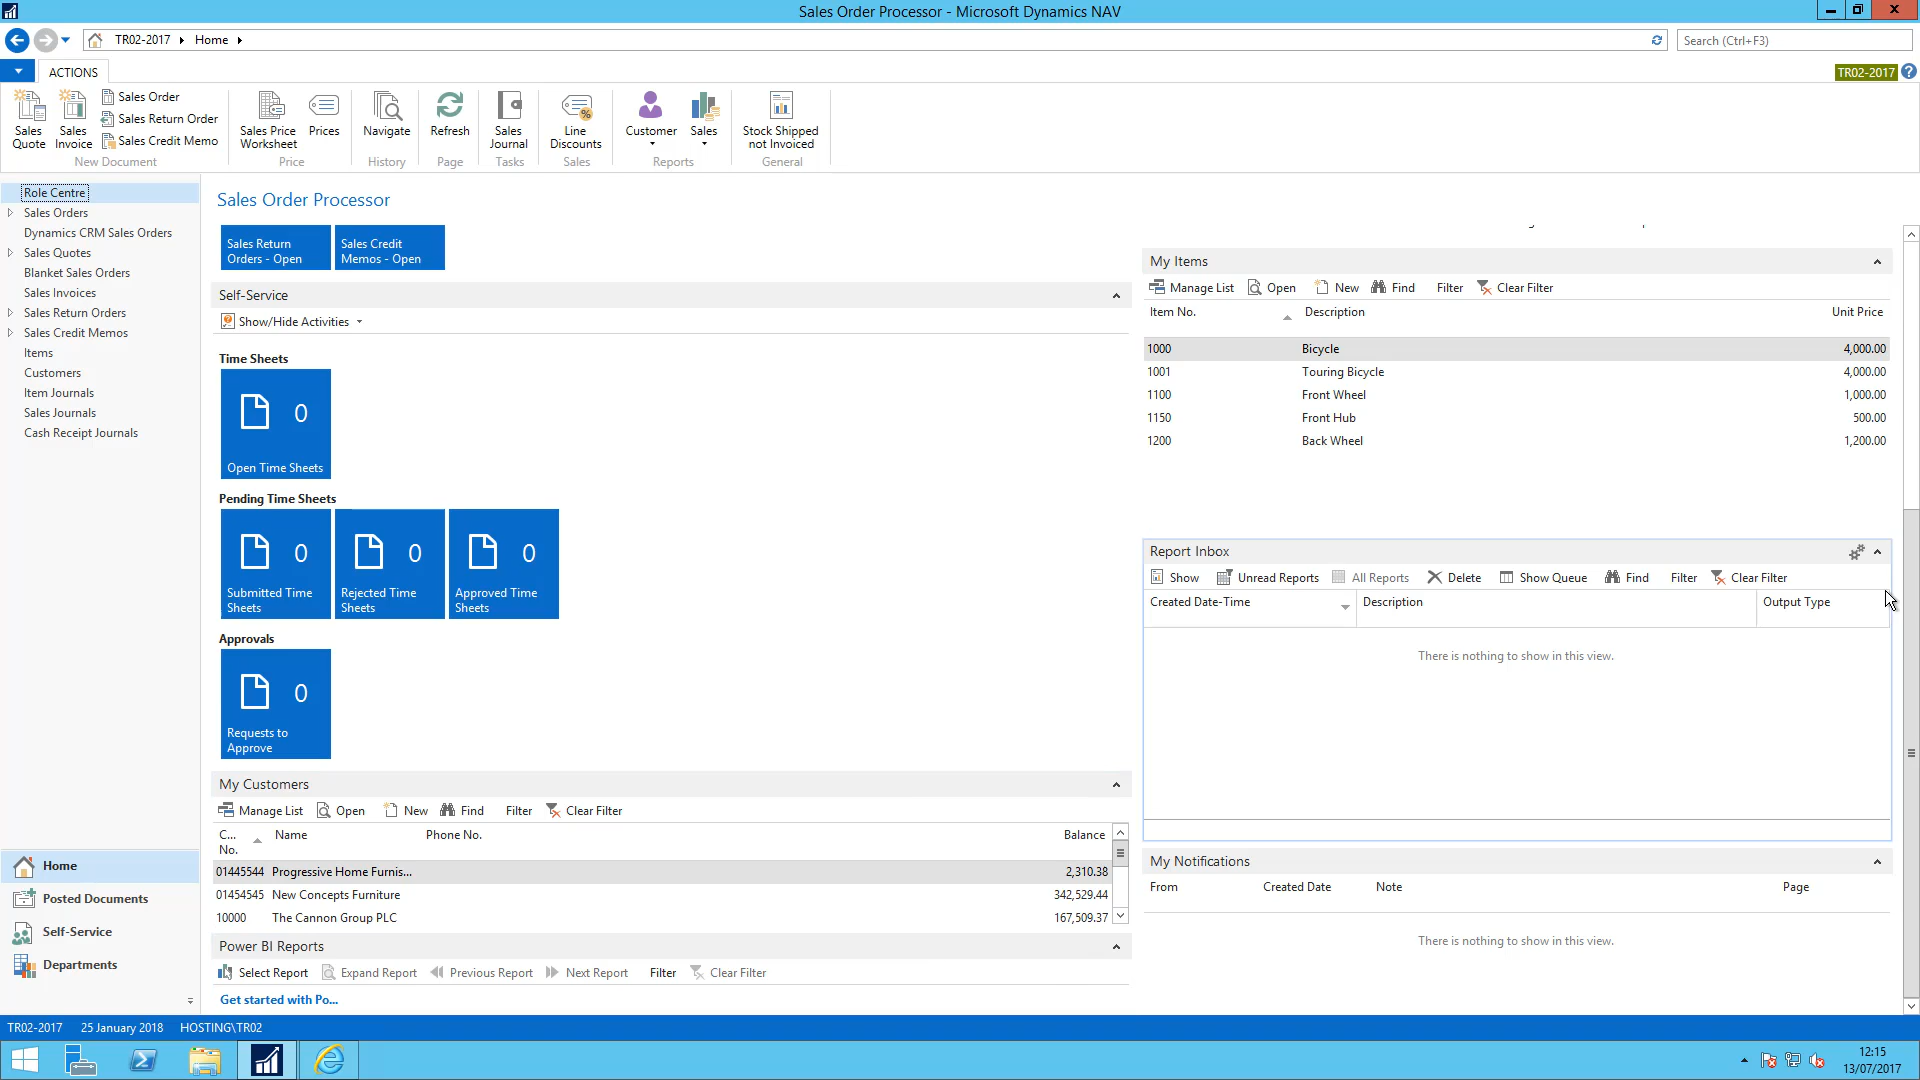 Sales Order Processor - Microsoft Dynamics NAV
TR02-2017 Home
Search (Ctrl+F3)
ACTIONS
TR02-2017
Sales Quote
Sales Invoice
Sales Order
Sales Return Order
Sales Credit Memo
New Document
Sales Price Worksheet
Prices
Price
Navigate
History
Refresh
Page
Sales Journal
Tasks
Line Discounts
Sales
Customer
Sales
Reports
Stock Shipped not Invoiced
General
Role Centre
Sales Orders
Dynamics CRM Sales Orders
Sales Quotes
Blanket Sales Orders
Sales Invoices
Sales Return Orders
Sales Credit Memos
Items
Customers
Item Journals
Sales Journals
Cash Receipt Journals
Home
Posted Documents
Self-Service
Departments
Sales Order Processor
Sales Return Orders - Open
Sales Credit Memos - Open
Self-Service
Show/Hide Activities
Time Sheets
0
Open Time Sheets
Pending Time Sheets
0
Submitted Time Sheets
0
Rejected Time Sheets
0
Approved Time Sheets
Approvals
0
Requests to Approve
My Customers
Manage List Open New Find Filter Clear Filter
C... No. Name Phone No. Balance
01445544 Progressive Home Furnis... 2,310.38
01454545 New Concepts Furniture 342,529.44
10000 The Cannon Group PLC 167,509.37
Power BI Reports
Select Report Expand Report Previous Report Next Report Filter Clear Filter
Get started with Po...
My Items
Manage List Open New Find Filter Clear Filter
Item No. Description Unit Price
1000 Bicycle 4,000.00
1001 Touring Bicycle 4,000.00
1100 Front Wheel 1,000.00
1150 Front Hub 500.00
1200 Back Wheel 1,200.00
Report Inbox
Show Unread Reports All Reports Delete Show Queue Find Filter Clear Filter
Created Date-Time Description Output Type
There is nothing to show in this view.
My Notifications
From Created Date Note Page
There is nothing to show in this view.
TR02-2017 25 January 2018 HOSTING\TR02
12:15
13/07/2017